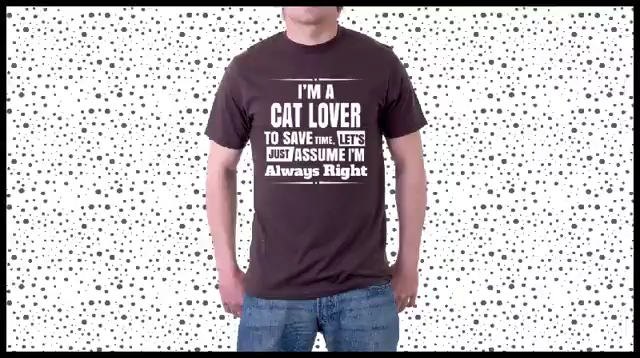 I'M A
CAT LOVER
TO SAVE TIME, LET'S
JUST ASSUME I'M
Always Right